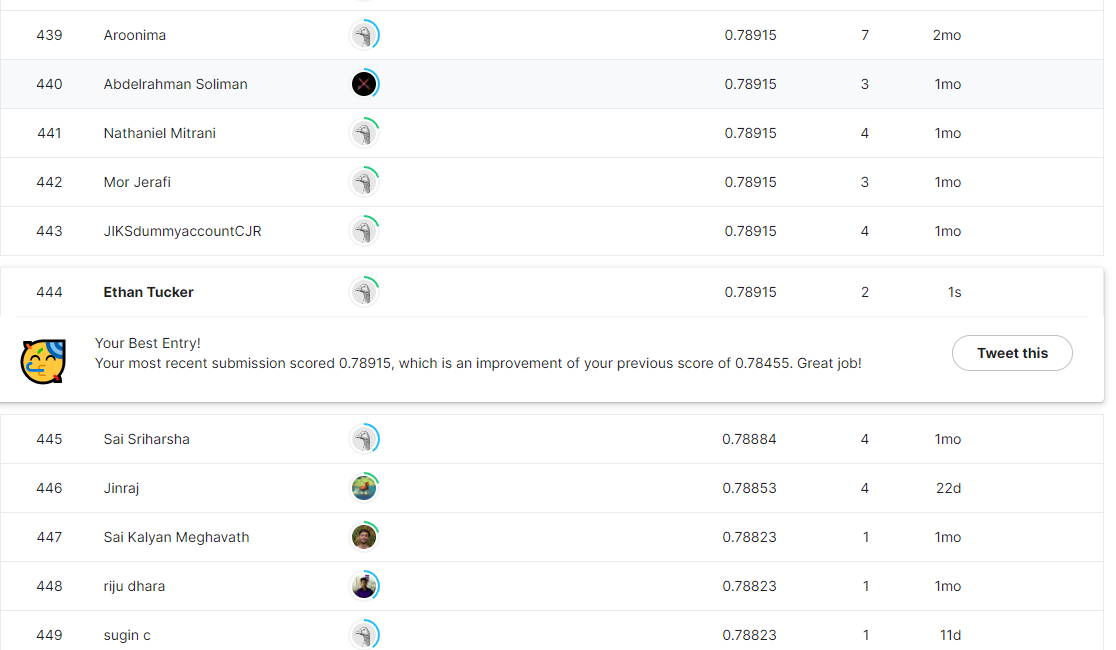 439 Aroonima 0.78915 7 2mo
440 Abdelrahman Soliman 0.78915 3 1mo
441 Nathaniel Mitrani 0.78915 4 1mo
442 Mor Jerafi 0.78915 3 1mo
443 JIKSdummyaccountCJR 0.78915 4 1mo
444 Ethan Tucker 0.78915 2 1s
Your Best Entry!
Your most recent submission scored 0.78915, which is an improvement of your previous score of 0.78455. Great job! Tweet this
445 Sai Sriharsha 0.78884 4 1mo
446 Jinraj 0.78853 4 22d
447 Sai Kalyan Meghavath 0.78823 1 1mo
448 riju dhara 0.78823 1 1mo
449 sugin c 0.78823 1 11d